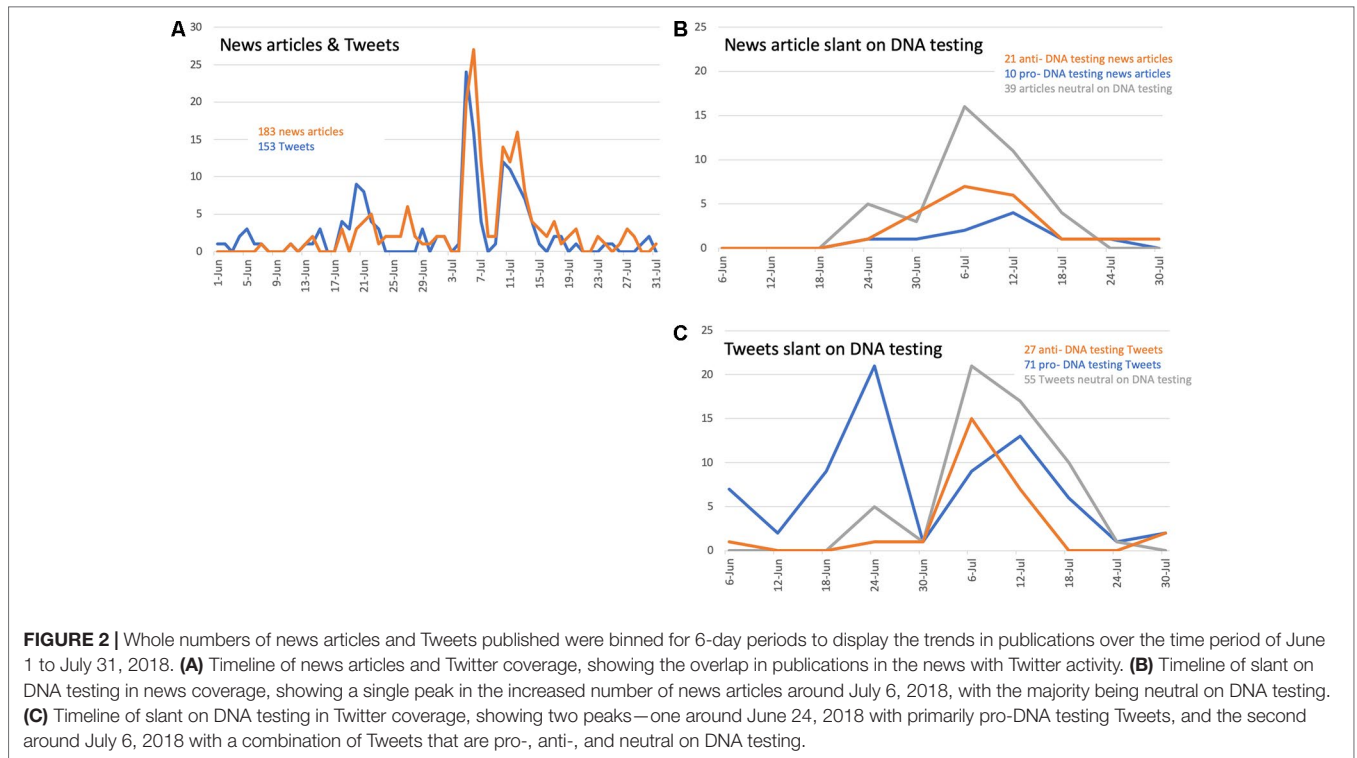 A
News articles & Tweets
30
25
20
15
10
5
0
183 news articles
153 Tweets
1-Jun
5-Jun
9-Jun
13-Jun
17-Jun
21-Jun
25-Jun
29-Jun
3-Jul
7-Jul
11-Jul
15-Jul
19-Jul
23-Jul
27-Jul
31-Jul
B
News article slant on DNA testing
25
20
15
10
5
0
21 anti- DNA testing news articles
10 pro- DNA testing news articles
39 articles neutral on DNA testing
6-Jun
12-Jun
18-Jun
24-Jun
30-Jun
6-Jul
12-Jul
18-Jul
24-Jul
30-Jul
C
Tweets slant on DNA testing
25
20
15
10
5
0
27 anti- DNA testing Tweets
71 pro- DNA testing Tweets
55 Tweets neutral on DNA testing
6-Jun
12-Jun
18-Jun
24-Jun
30-Jun
6-Jul
12-Jul
18-Jul
24-Jul
30-Jul
FIGURE 2 | Whole numbers of news articles and Tweets published were binned for 6-day periods to display the trends in publications over the time period of June
1 to July 31, 2018. (A) Timeline of news articles and Twitter coverage, showing the overlap in publications in the news with Twitter activity. (B) Timeline of slant on
DNA testing in news coverage, showing a single peak in the increased number of news articles around July 6, 2018, with the majority being neutral on DNA testing.
(C) Timeline of slant on DNA testing in Twitter coverage, showing two peaks—one around June 24, 2018 with primarily pro-DNA testing Tweets, and the second
around July 6, 2018 with a combination of Tweets that are pro-, anti-, and neutral on DNA testing.